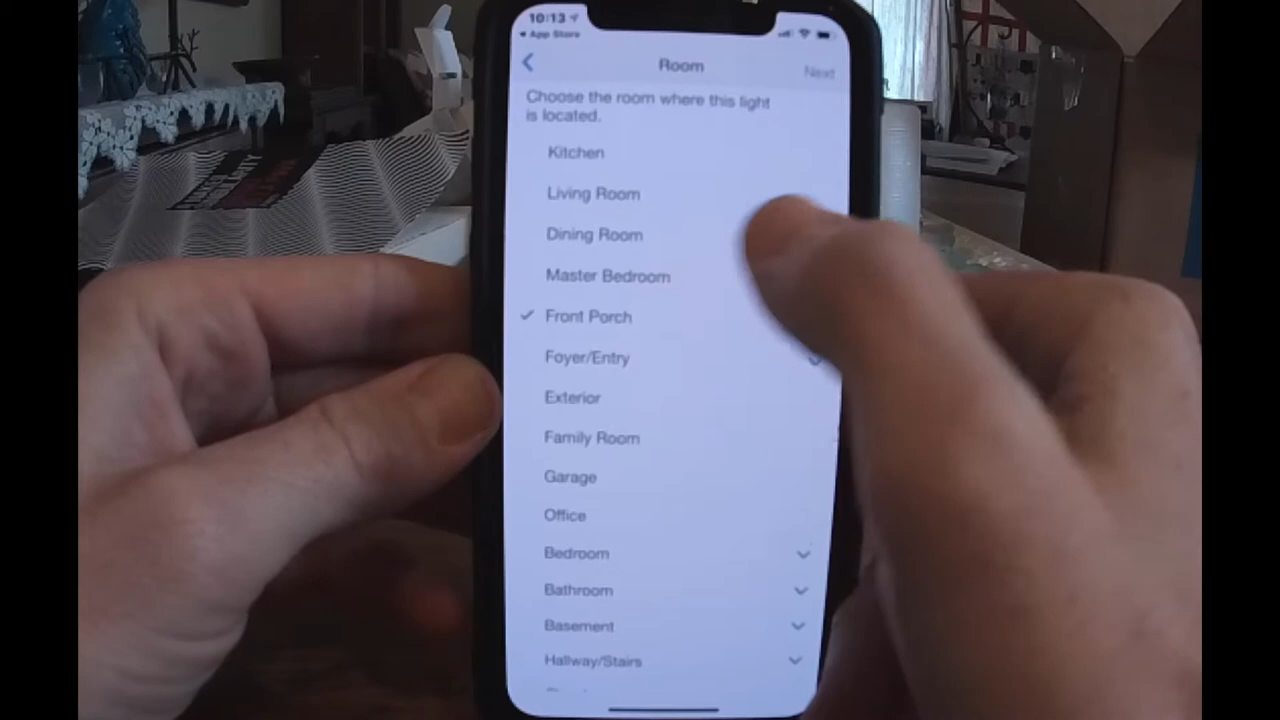 10:13
App Store
Room
Next
Choose the room where this light
is located.
Kitchen
Living Room
Dining Room
Master Bedroom
Front Porch
Foyer/Entry
Exterior
Family Room
Garage
Office
Bedroom
Bathroom
Basement
Hallway/Stairs